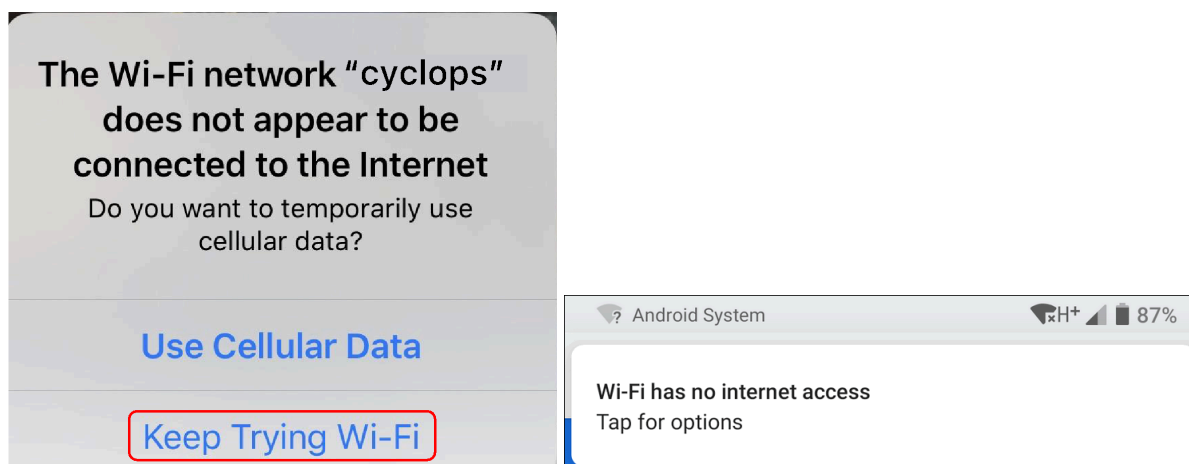 The Wi-Fi network “cyclops”
does not appear to be
connected to the Internet
Do you want to temporarily use
cellular data?
Use Cellular Data
Keep Trying Wi-Fi
Android System
H+
87%
Wi-Fi has no internet access
Tap for options